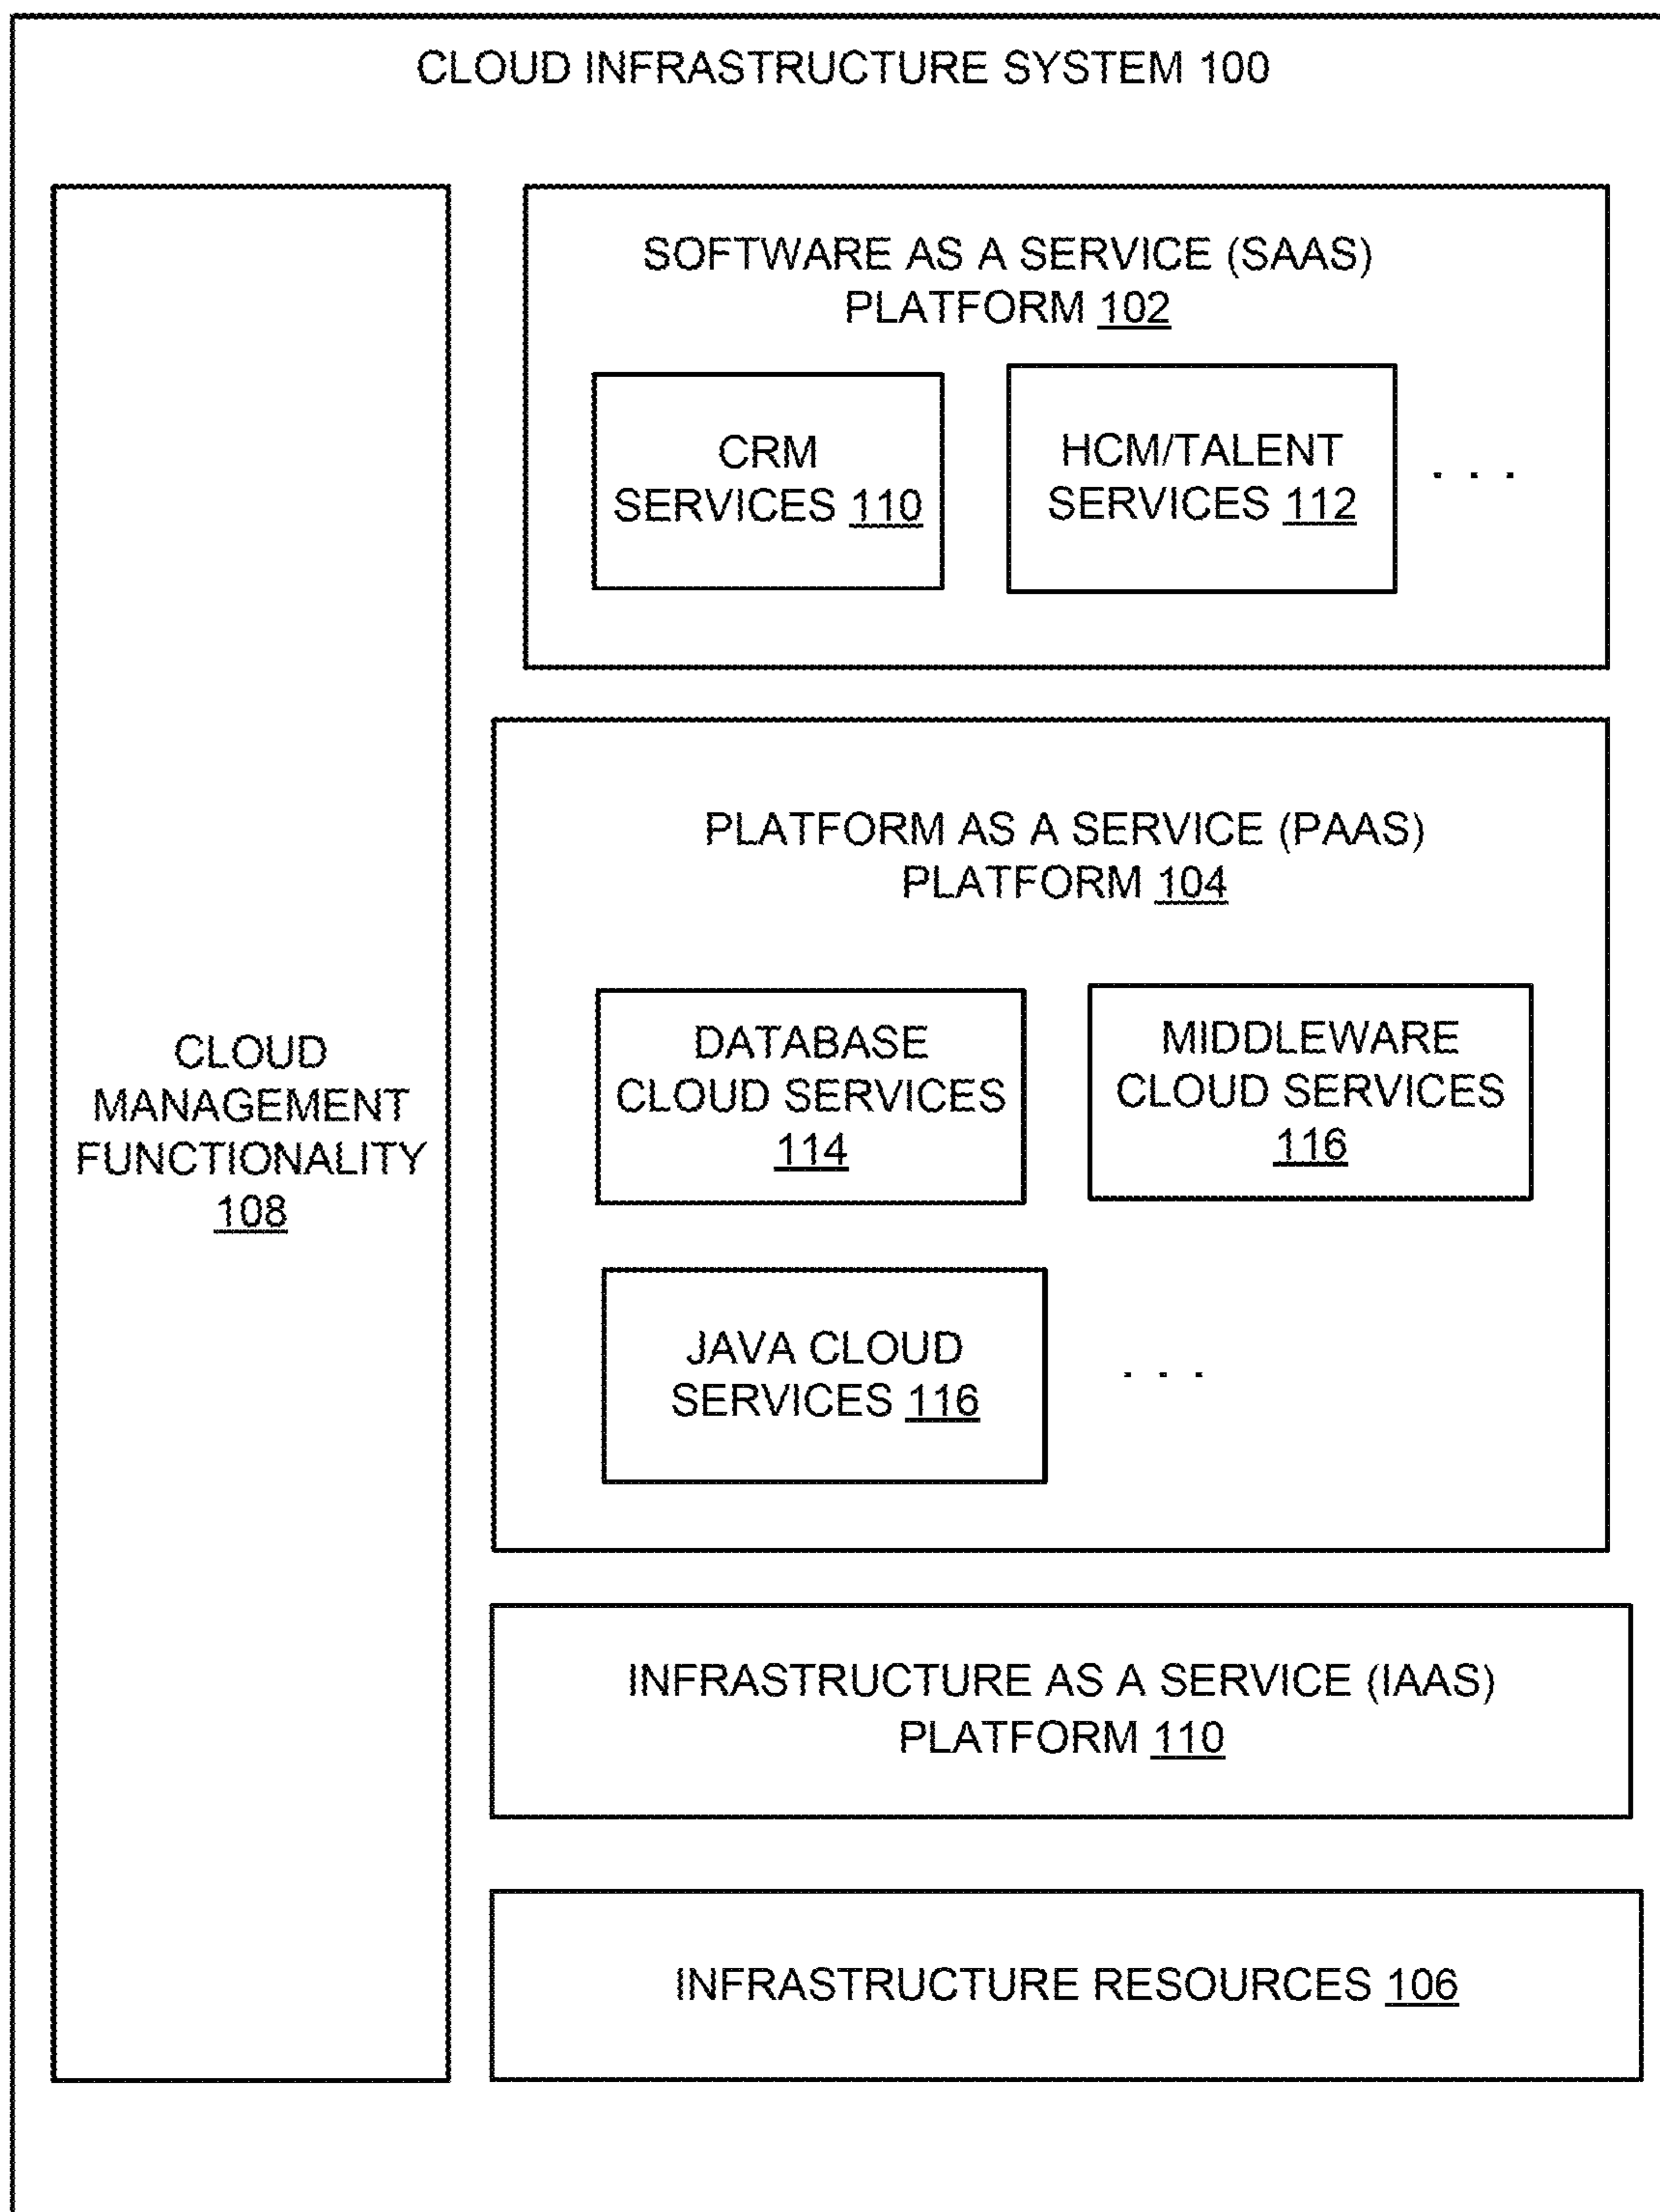 CLOUD INFRASTRUCTURE SYSTEM 100
SOFTWARE AS A SERVICE (SAAS)
PLATFORM 102
CRM
SERVICES 110
HCM/TALENT
SERVICES 112
. . .
PLATFORM AS A SERVICE (PAAS)
PLATFORM 104
DATABASE
CLOUD SERVICES
114
MIDDLEWARE
CLOUD SERVICES
116
CLOUD
MANAGEMENT
FUNCTIONALITY
108
JAVA CLOUD
SERVICES 116
. . .
INFRASTRUCTURE AS A SERVICE (IAAS)
PLATFORM 110
INFRASTRUCTURE RESOURCES 106